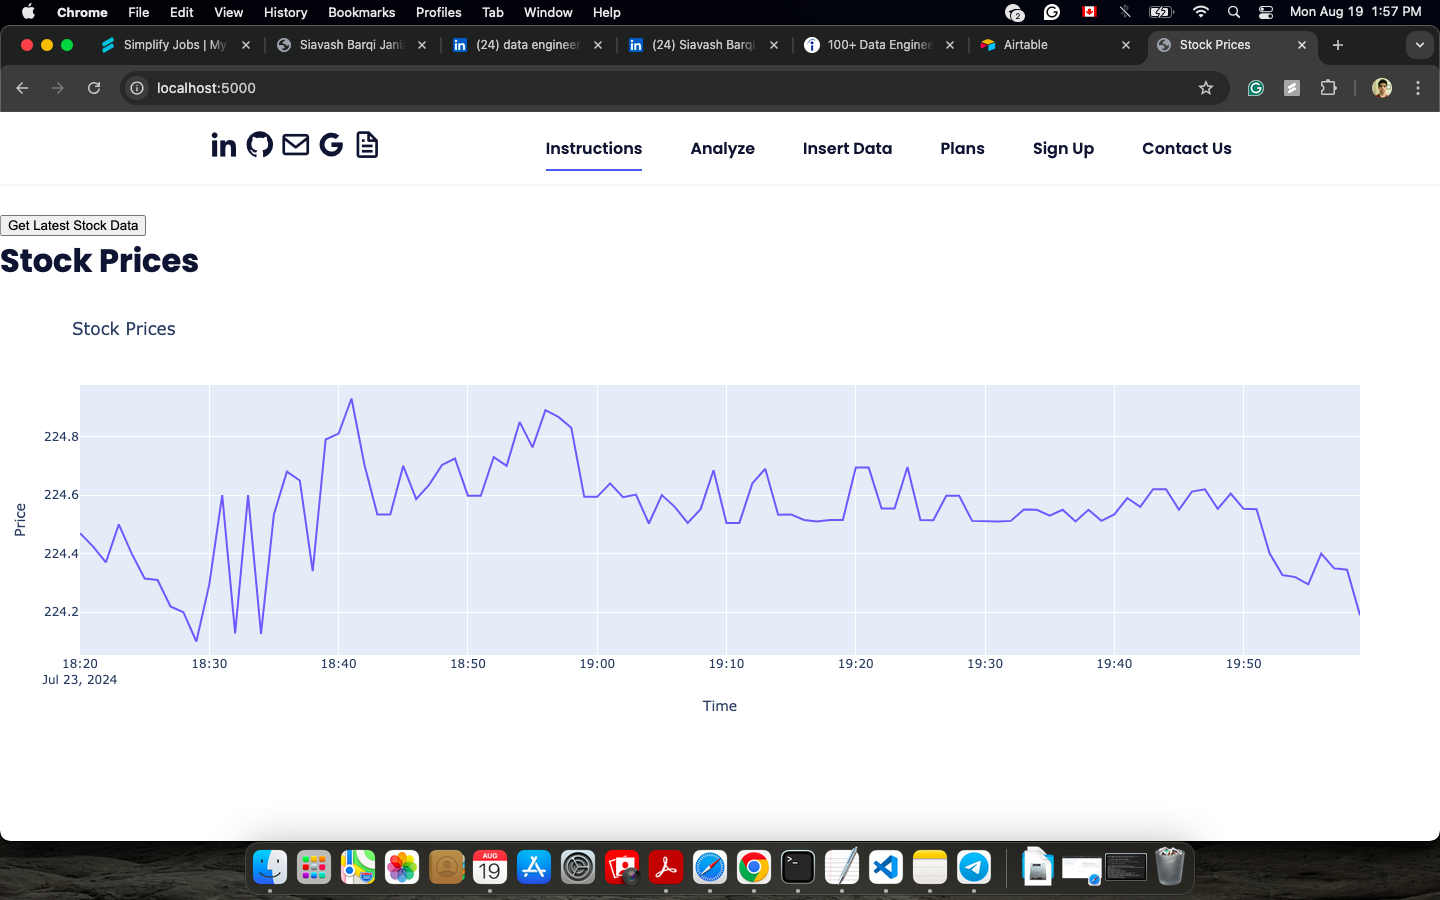 Chrome File Edit View History Bookmarks Profiles Tab Window Help 2 Mon Aug 19 1:57 PM
Simplify Jobs | My Siavash Barqi Jani (24) data engineer (24) Siavash Barqi 100+ Data Enginee Airtable Stock Prices
localhost:5000
Instructions Analyze Insert Data Plans Sign Up Contact Us
Get Latest Stock Data
Stock Prices
Stock Prices
224.8
224.6
224.4
224.2
Price
18:20 18:30 18:40 18:50 19:00 19:10 19:20 19:30 19:40 19:50
Jul 23, 2024
Time
AUG
19